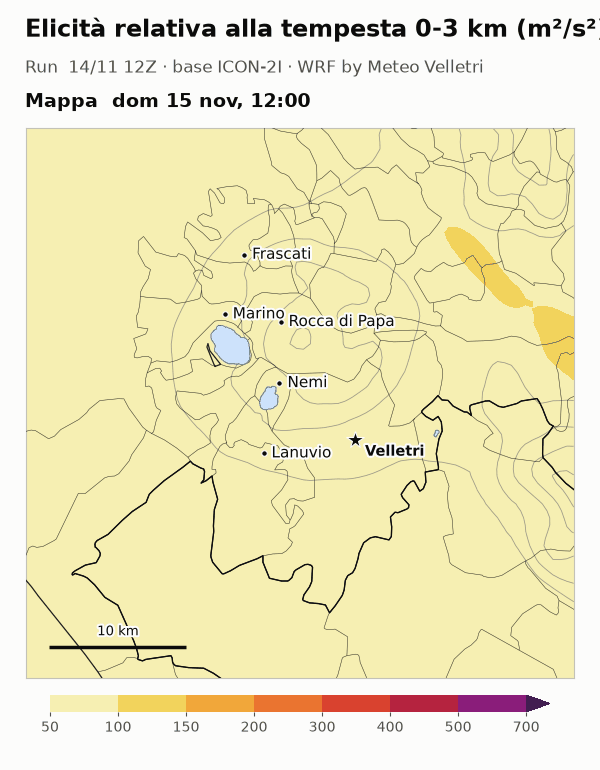 Elicità relativa alla tempesta 0-3 km (m²/s²)
Run  14/11 12Z · base ICON-2I · WRF by Meteo Velletri
Mappa  dom 15 nov, 12:00
Frascati
Marino
Rocca di Papa
Nemi
Velletri
Lanuvio
10 km
50 100 150 200 300 400 500 700